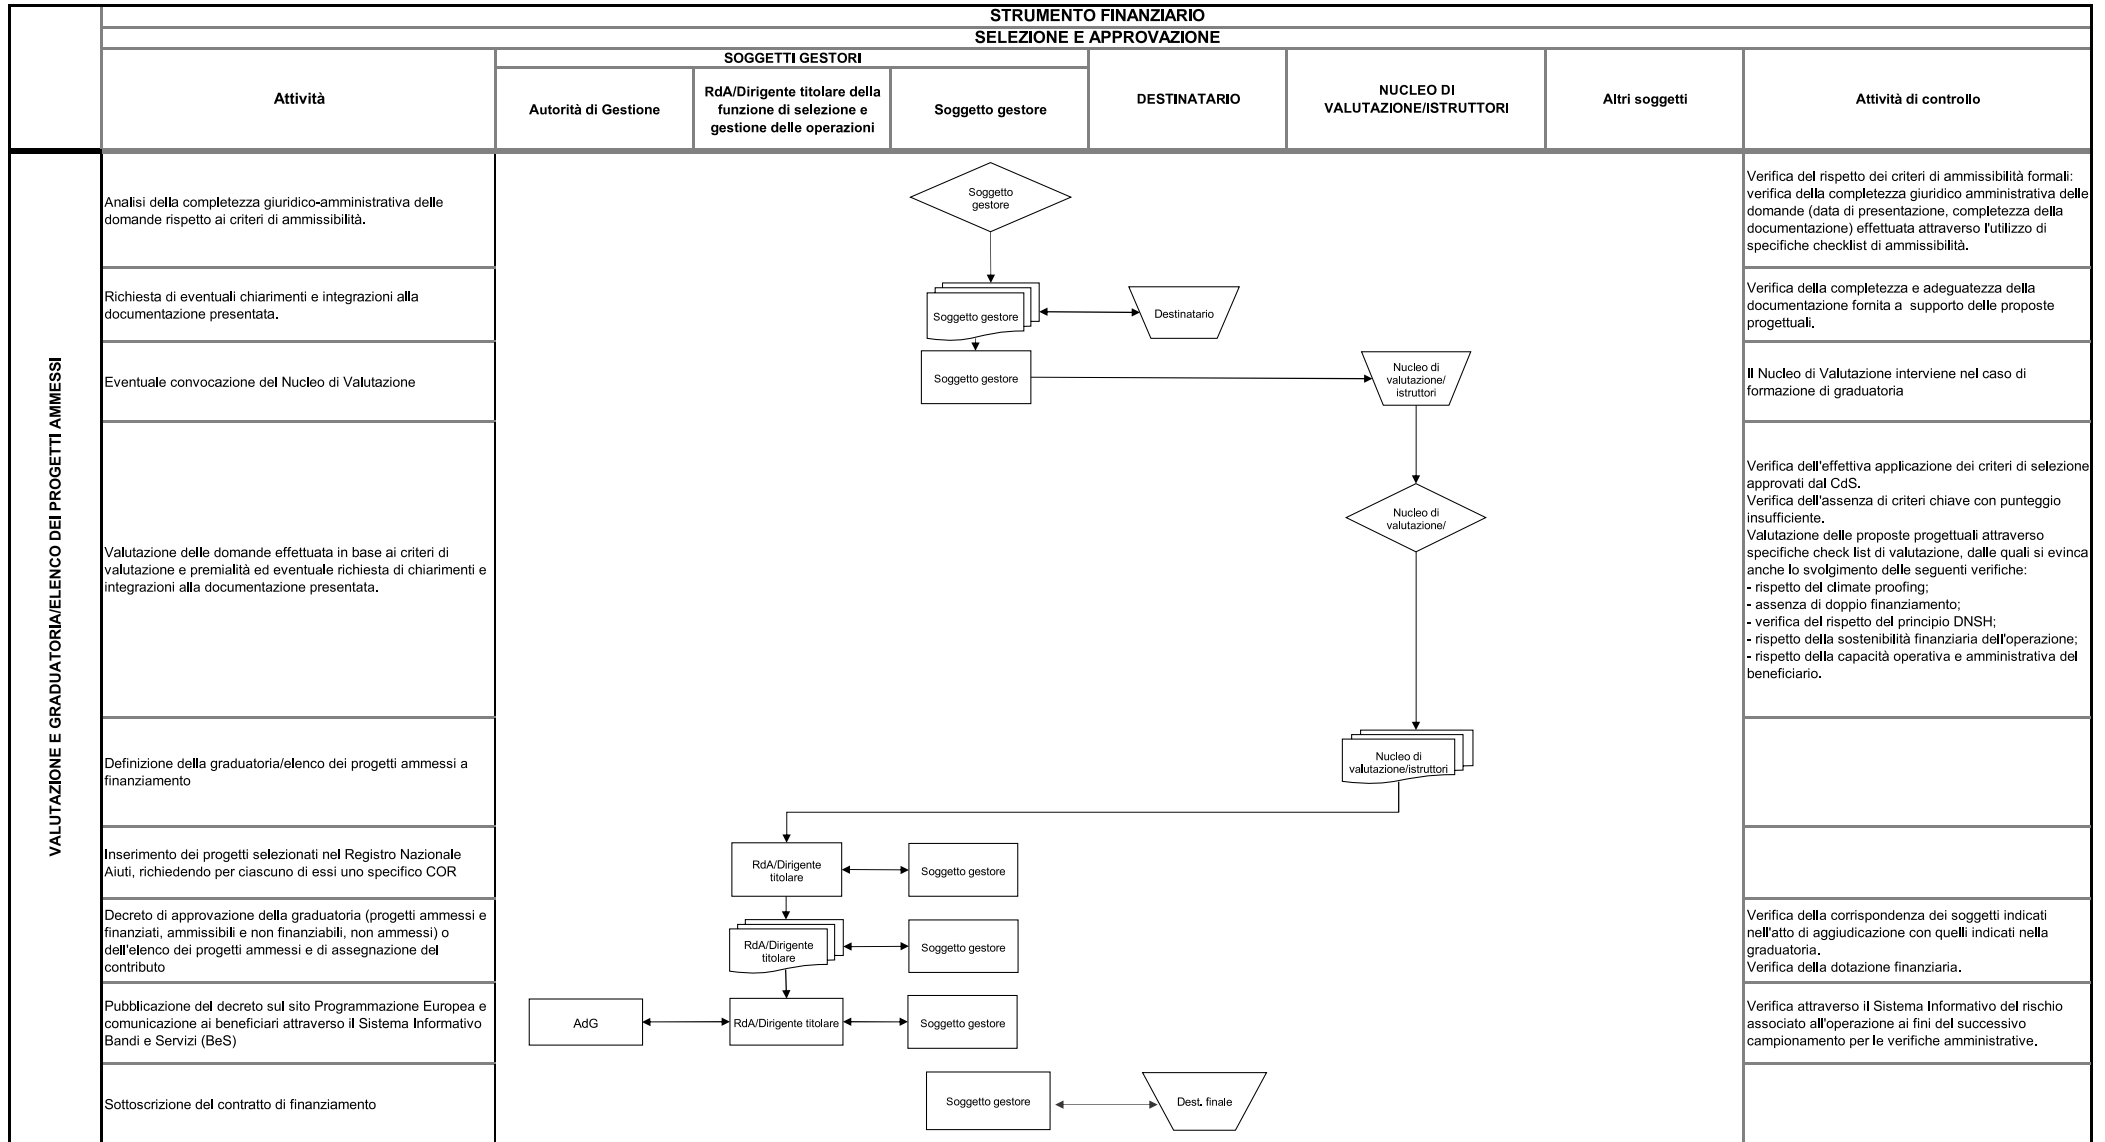 STRUMENTO FINANZIARIO
SELEZIONE E APPROVAZIONE
Attività
SOGGETTI GESTORI
Autorità di Gestione
RdA/Dirigente titolare della
funzione di selezione e
gestione delle operazioni
Soggetto gestore
DESTINATARIO
NUCLEO DI
VALUTAZIONE/ISTRUTTORI
Altri soggetti
Attività di controllo
VALUTAZIONE E GRADUATORIA/ELENCO DEI PROGETTI AMMESSI
Analisi della completezza giuridico-amministrativa delle
domande rispetto ai criteri di ammissibilità.
Soggetto
gestore
Verifica del rispetto dei criteri di ammissibilità formali:
verifica della completezza giuridico amministrativa delle
domande (data di presentazione, completezza della
documentazione) effettuata attraverso l'utilizzo di
specifiche checklist di ammissibilità.
Richiesta di eventuali chiarimenti e integrazioni alla
documentazione presentata.
Soggetto gestore
Destinatario
Verifica della completezza e adeguatezza della
documentazione fornita a supporto delle proposte
progettuali.
Eventuale convocazione del Nucleo di Valutazione
Soggetto gestore
Nucleo di
valutazione/
istruttori
Il Nucleo di Valutazione interviene nel caso di
formazione di graduatoria
Valutazione delle domande effettuata in base ai criteri di
valutazione e premialità ed eventuale richiesta di chiarimenti e
integrazioni alla documentazione presentata.
Nucleo di
valutazione/
Verifica dell'effettiva applicazione dei criteri di selezione
approvati dal CdS.
Verifica dell'assenza di criteri chiave con punteggio
insufficiente.
Valutazione delle proposte progettuali attraverso
specifiche check list di valutazione, dalle quali si evinca
anche lo svolgimento delle seguenti verifiche:
- rispetto del climate proofing;
- assenza di doppio finanziamento;
- verifica del rispetto del principio DNSH;
- rispetto della sostenibilità finanziaria dell'operazione;
- rispetto della capacità operativa e amministrativa del
beneficiario.
Definizione della graduatoria/elenco dei progetti ammessi a
finanziamento
Nucleo di
valutazione/istruttori
Inserimento dei progetti selezionati nel Registro Nazionale
Aiuti, richiedendo per ciascuno di essi uno specifico COR
RdA/Dirigente
titolare
Soggetto gestore
Decreto di approvazione della graduatoria (progetti ammessi e
finanziati, ammissibili e non finanziabili, non ammessi) o
dell'elenco dei progetti ammessi e di assegnazione del
contributo
RdA/Dirigente
titolare
Soggetto gestore
Verifica della corrispondenza dei soggetti indicati
nell'atto di aggiudicazione con quelli indicati nella
graduatoria.
Verifica della dotazione finanziaria.
Pubblicazione del decreto sul sito Programmazione Europea e
comunicazione ai beneficiari attraverso il Sistema Informativo
Bandi e Servizi (BeS)
AdG
RdA/Dirigente titolare
Soggetto gestore
Verifica attraverso il Sistema Informativo del rischio
associato all'operazione ai fini del successivo
campionamento per le verifiche amministrative.
Sottoscrizione del contratto di finanziamento
Soggetto gestore
Dest. finale